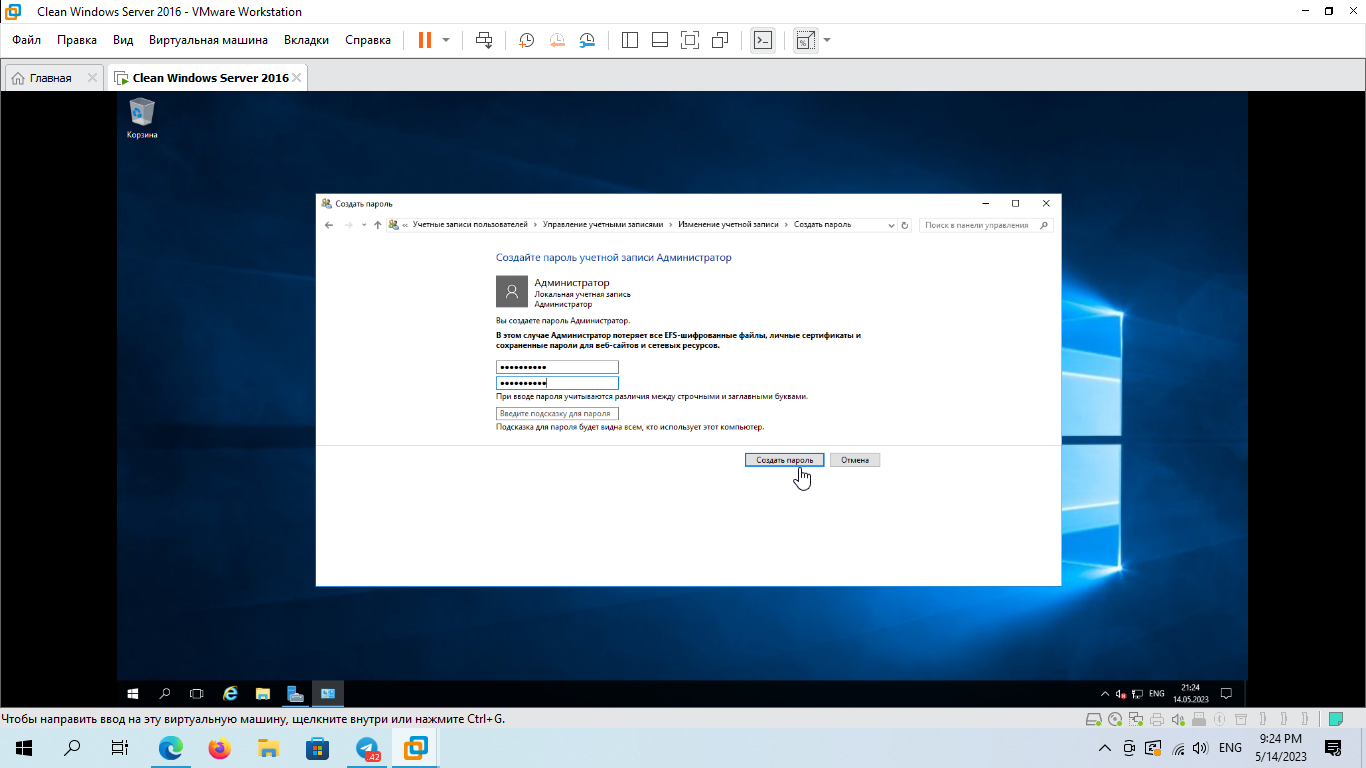 Clean Windows Server 2016 - VMware Workstation
Файл Правка Вид Виртуальная машина Вкладки Справка
Главная Clean Windows Server 2016
Корзина
Создать пароль
« Учетные записи пользователей > Управление учетными записями > Изменение учетной записи > Создать пароль Поиск в панели управления
Создайте пароль учетной записи Администратор
Администратор
Локальная учетная запись
Администратор
Вы создаете пароль Администратор.
В этом случае Администратор потеряет все EFS-шифрованные файлы, личные сертификаты и
сохраненные пароли для веб-сайтов и сетевых ресурсов.
••••••••••
••••••••••
При вводе пароля учитываются различия между строчными и заглавными буквами.
Введите подсказку для пароля
Подсказка для пароля будет видна всем, кто использует этот компьютер.
Создать пароль Отмена
ENG 21:24
14.05.2023
Чтобы направить ввод на эту виртуальную машину, щелкните внутри или нажмите Ctrl+G.
42 ENG 9:24 PM
5/14/2023